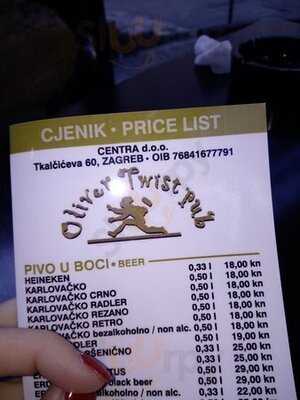 CJENIK · PRICE LIST
CENTRA d.o.o.
Tkalčićeva 60, ZAGREB · OIB 76841677791
Oliver Twist pub
PIVO U BOCI · BEER
HEINEKEN 0,33 l 18,00 kn
KARLOVAČKO 0,50 l 18,00 kn
KARLOVAČKO CRNO 0,50 l 18,00 kn
KARLOVAČKO RADLER 0,50 l 18,00 kn
KARLOVAČKO REZANO 0,50 l 18,00 kn
KARLOVAČKO RETRO 0,50 l 18,00 kn
KARLOVAČKO bezalkoholno / non alc. 0,50 l 18,00 kn
0,50 l 19,00 kn
ŠENIČNO 0,33 l 25,00 kn
0,33 25,00 kn
black beer 0,50 l 29,00 kn
alkoholno / non alc. 0,50 l 29,00 kn
0,33 l 22,00 kn